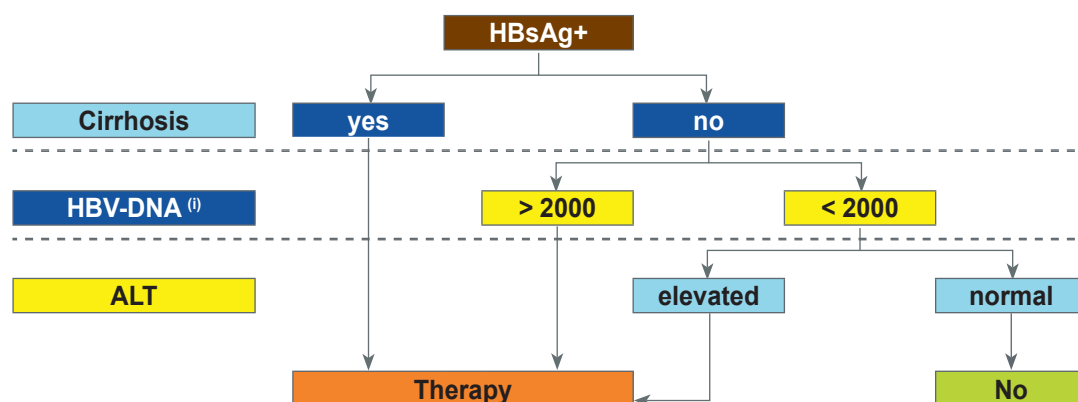 HBsAg+
Cirrhosis yes no
HBV-DNA (i) > 2000 < 2000
ALT elevated normal
Therapy No